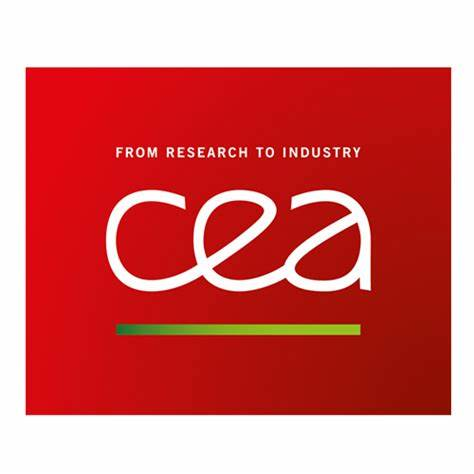 FROM RESEARCH TO INDUSTRY
cea